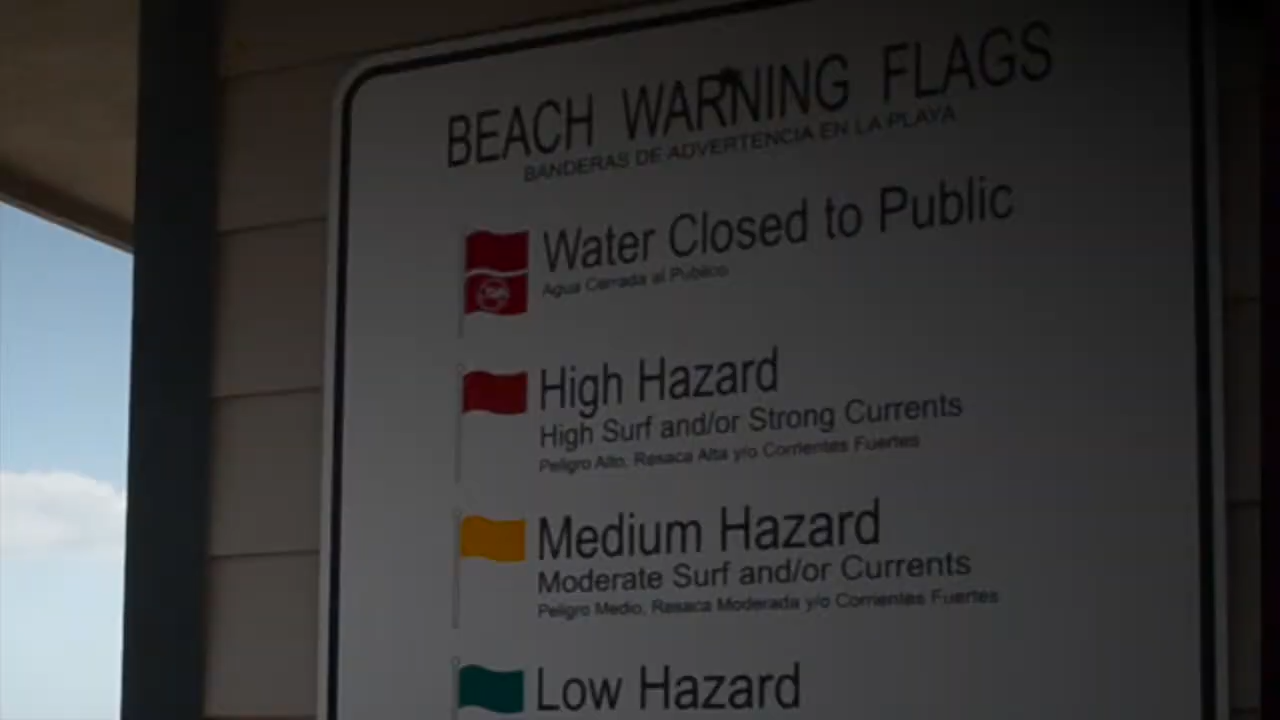 BEACH WARNING FLAGS
BANDERAS DE ADVERTENCIA EN LA PLAYA
Water Closed to Public
Agua Cerrada al Publico
High Hazard
High Surf and/or Strong Currents
Peligro Alto, Resaca Alta y/o Corrientes Fuertes
Medium Hazard
Moderate Surf and/or Currents
Peligro Medio, Resaca Moderada y/o Corrientes Fuertes
Low Hazard